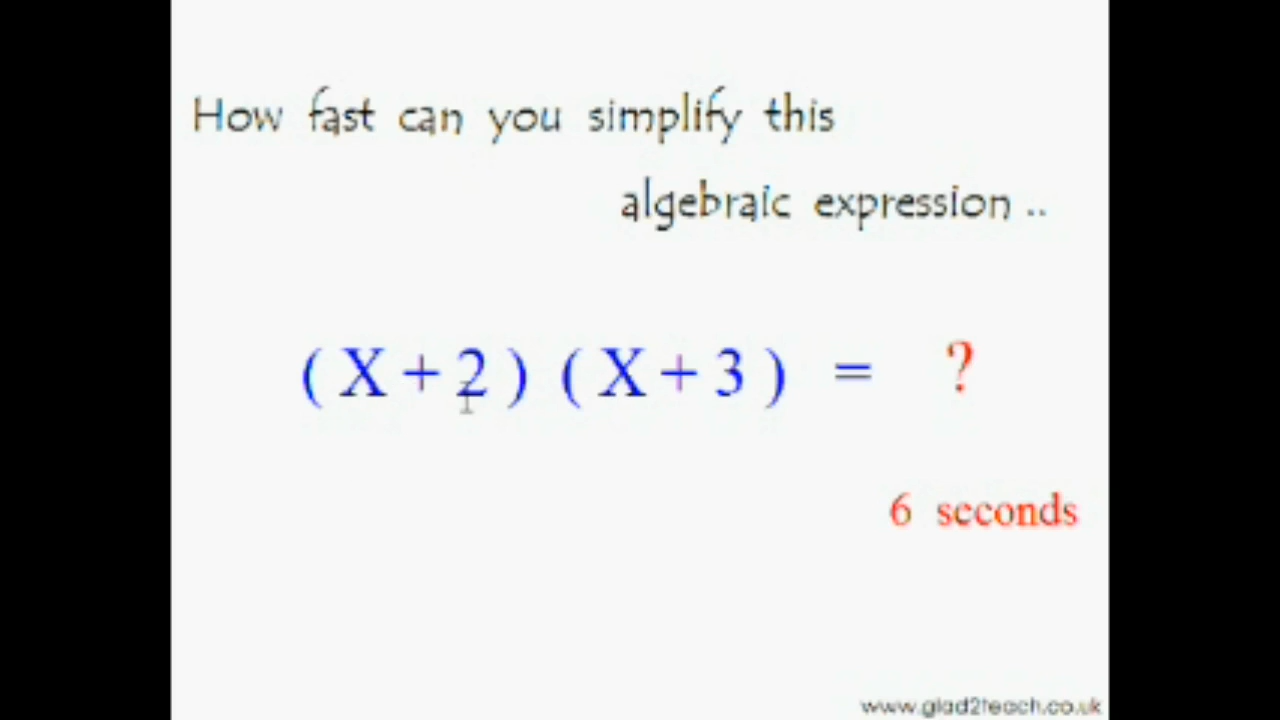 How fast can you simplify this
algebraic expression ..
( X + 2 ) ( X + 3 ) = ?
6 seconds
www.glad2teach.co.uk